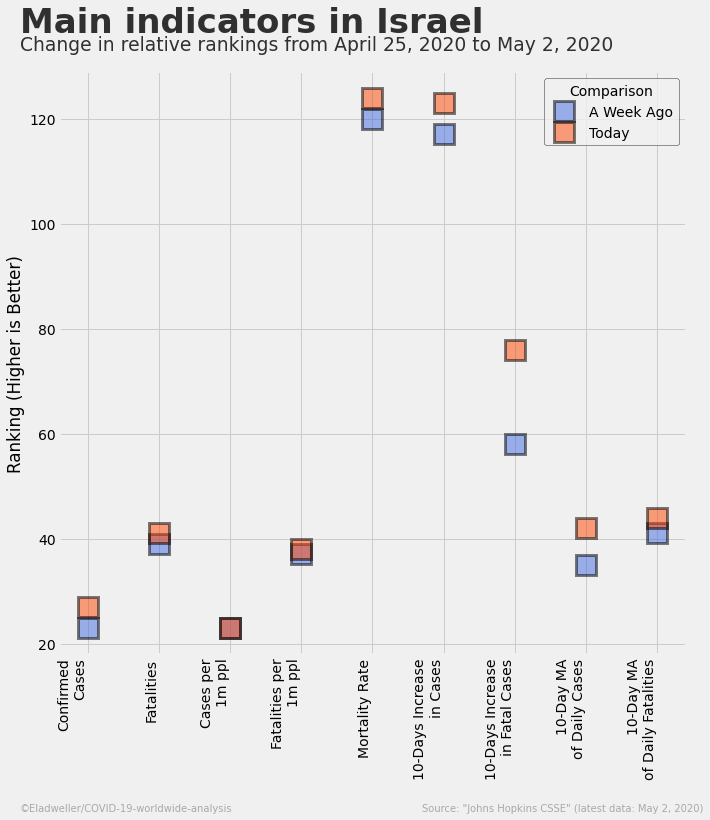 Main indicators in Israel
Change in relative rankings from April 25, 2020 to May 2, 2020
Comparison
A Week Ago
Today
Ranking (Higher is Better)
120
100
80
60
40
20
Confirmed
Cases
Fatalities
Cases per
1m ppl
Fatalities per
1m ppl
Mortality Rate
10-Days Increase
in Cases
10-Days Increase
in Fatal Cases
10-Day MA
of Daily Cases
10-Day MA
of Daily Fatalities
©Eladweller/COVID-19-worldwide-analysis
Source: "Johns Hopkins CSSE" (latest data: May 2, 2020)